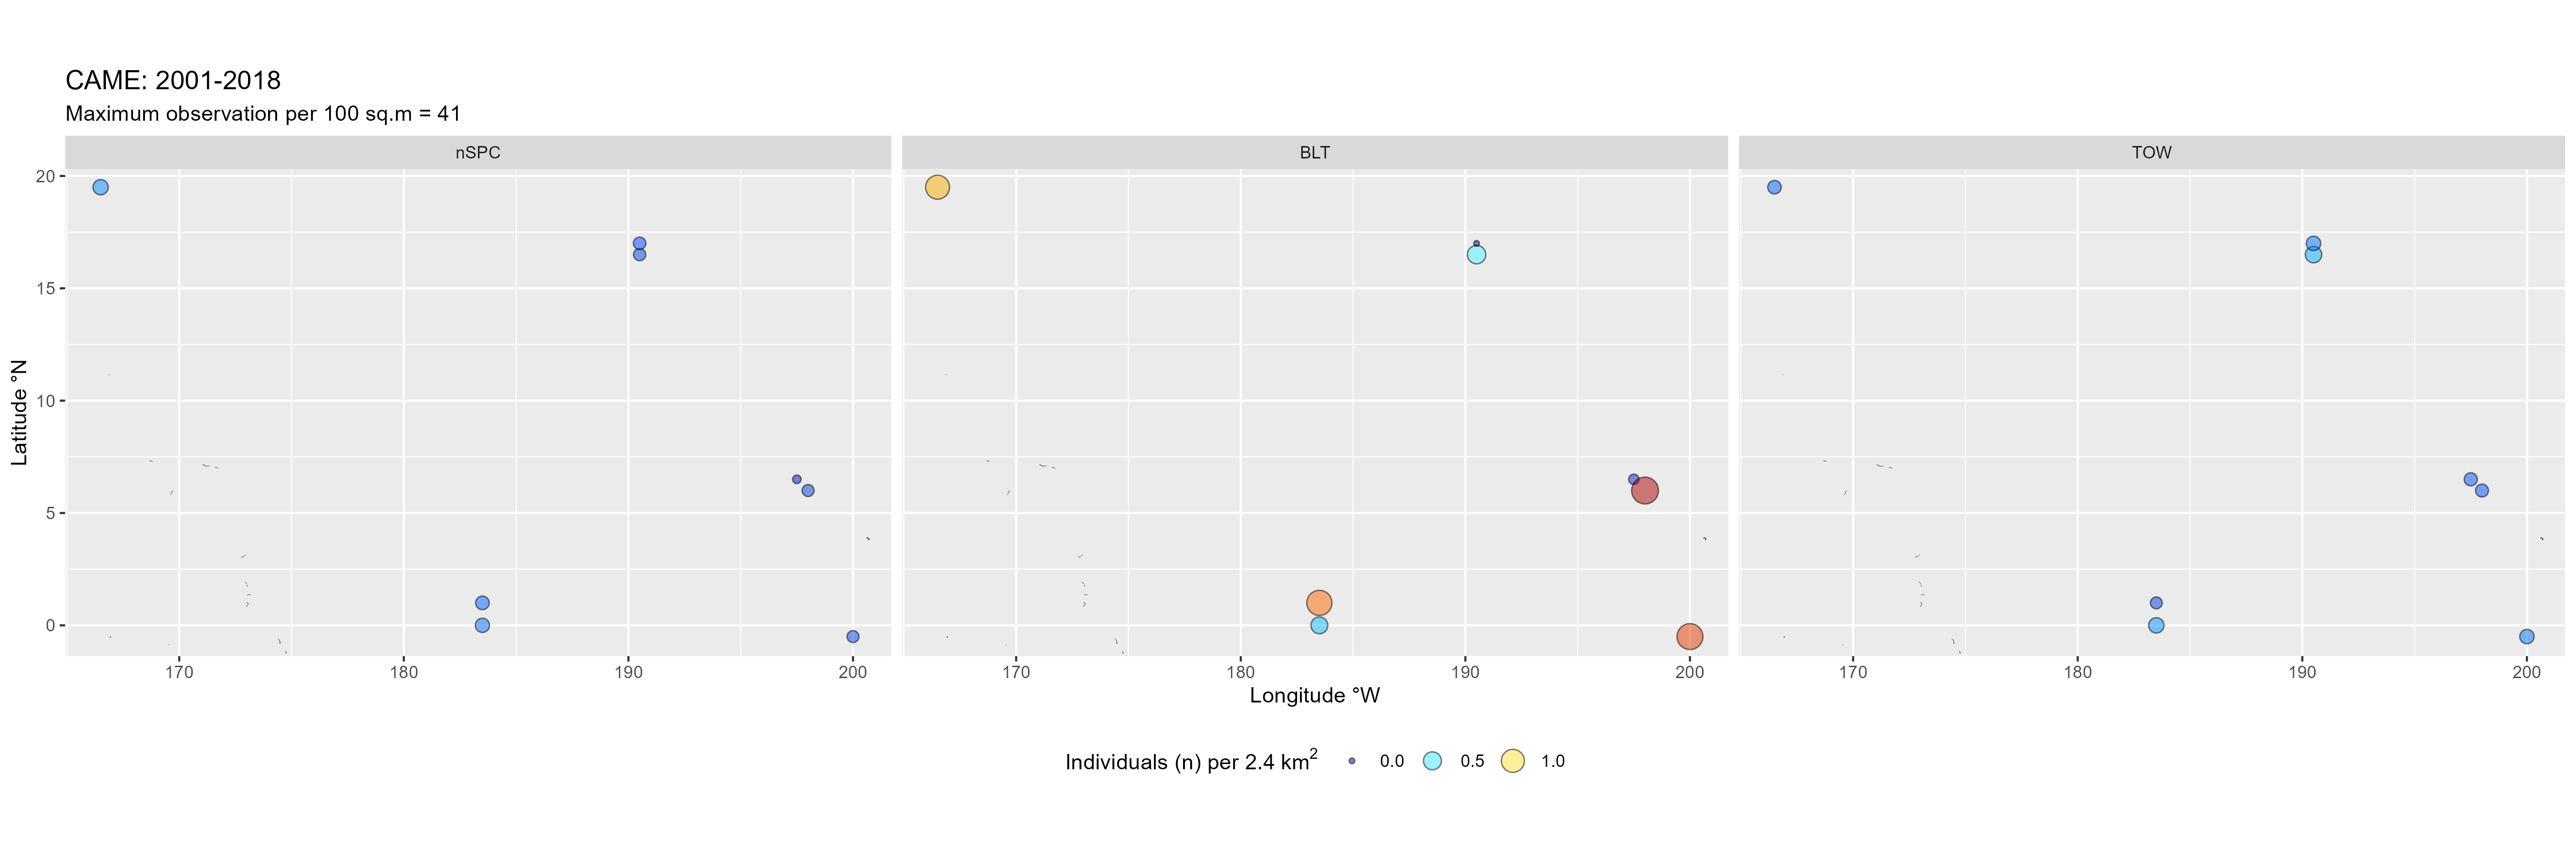 CAME: 2001-2018
Maximum observation per 100 sq.m = 41
nSPC BLT TOW
Latitude °N
20
15
10
5
0
170 180 190 200 170 180 190 200 170 180 190 200
Longitude °W
Individuals (n) per 2.4 km² 0.0 0.5 1.0